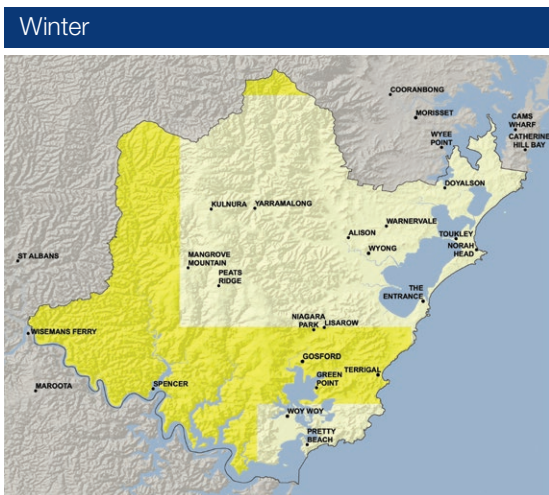 Winter
COORANBONG
MORISSET
CAMS
WHARF
WYEE
POINT
CATHERINE
HILL BAY
DOYALSON
KULNURA
YARRAMALONG
WARNERVALE
ALISON
TOUKLEY
WYONG
NORAH
HEAD
ST ALBANS
MANGROVE
MOUNTAIN
PEATS
RIDGE
THE
ENTRANCE
NIAGARA
PARK
LISAROW
WISEMANS FERRY
GOSFORD
GREEN
POINT
TERRIGAL
MAROOTA
SPENCER
WOY WOY
PRETTY
BEACH